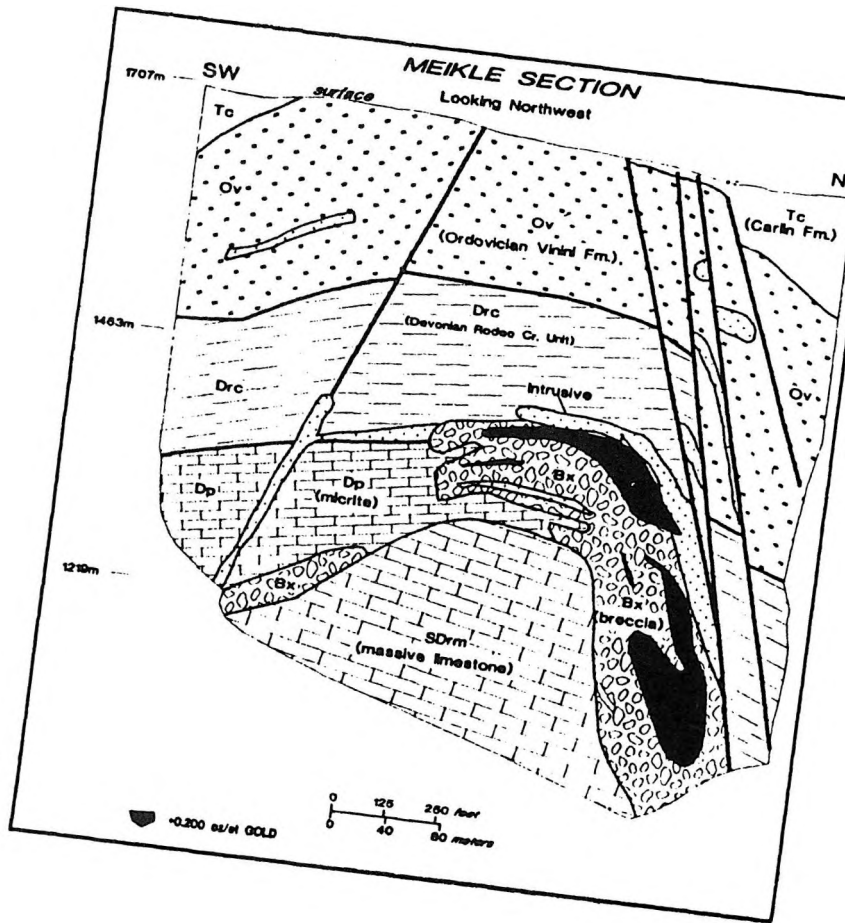 MEIKLE SECTION
Looking Northwest
1707m
SW
surface
N
Tc
Ov
Ov
(Ordovician Vinini Fm.)
Tc
(Carlin Fm.)
1463m
Drc
(Devonian Rodeo Cr. Unit)
Drc
Ov
Intrusive
Dp
Dp
(micrite)
Bx
1219m
Bx
Bx
(breccia)
SDrm
(massive limestone)
0 125 250 feet
0 40 80 meters
+0.200 oz/st GOLD